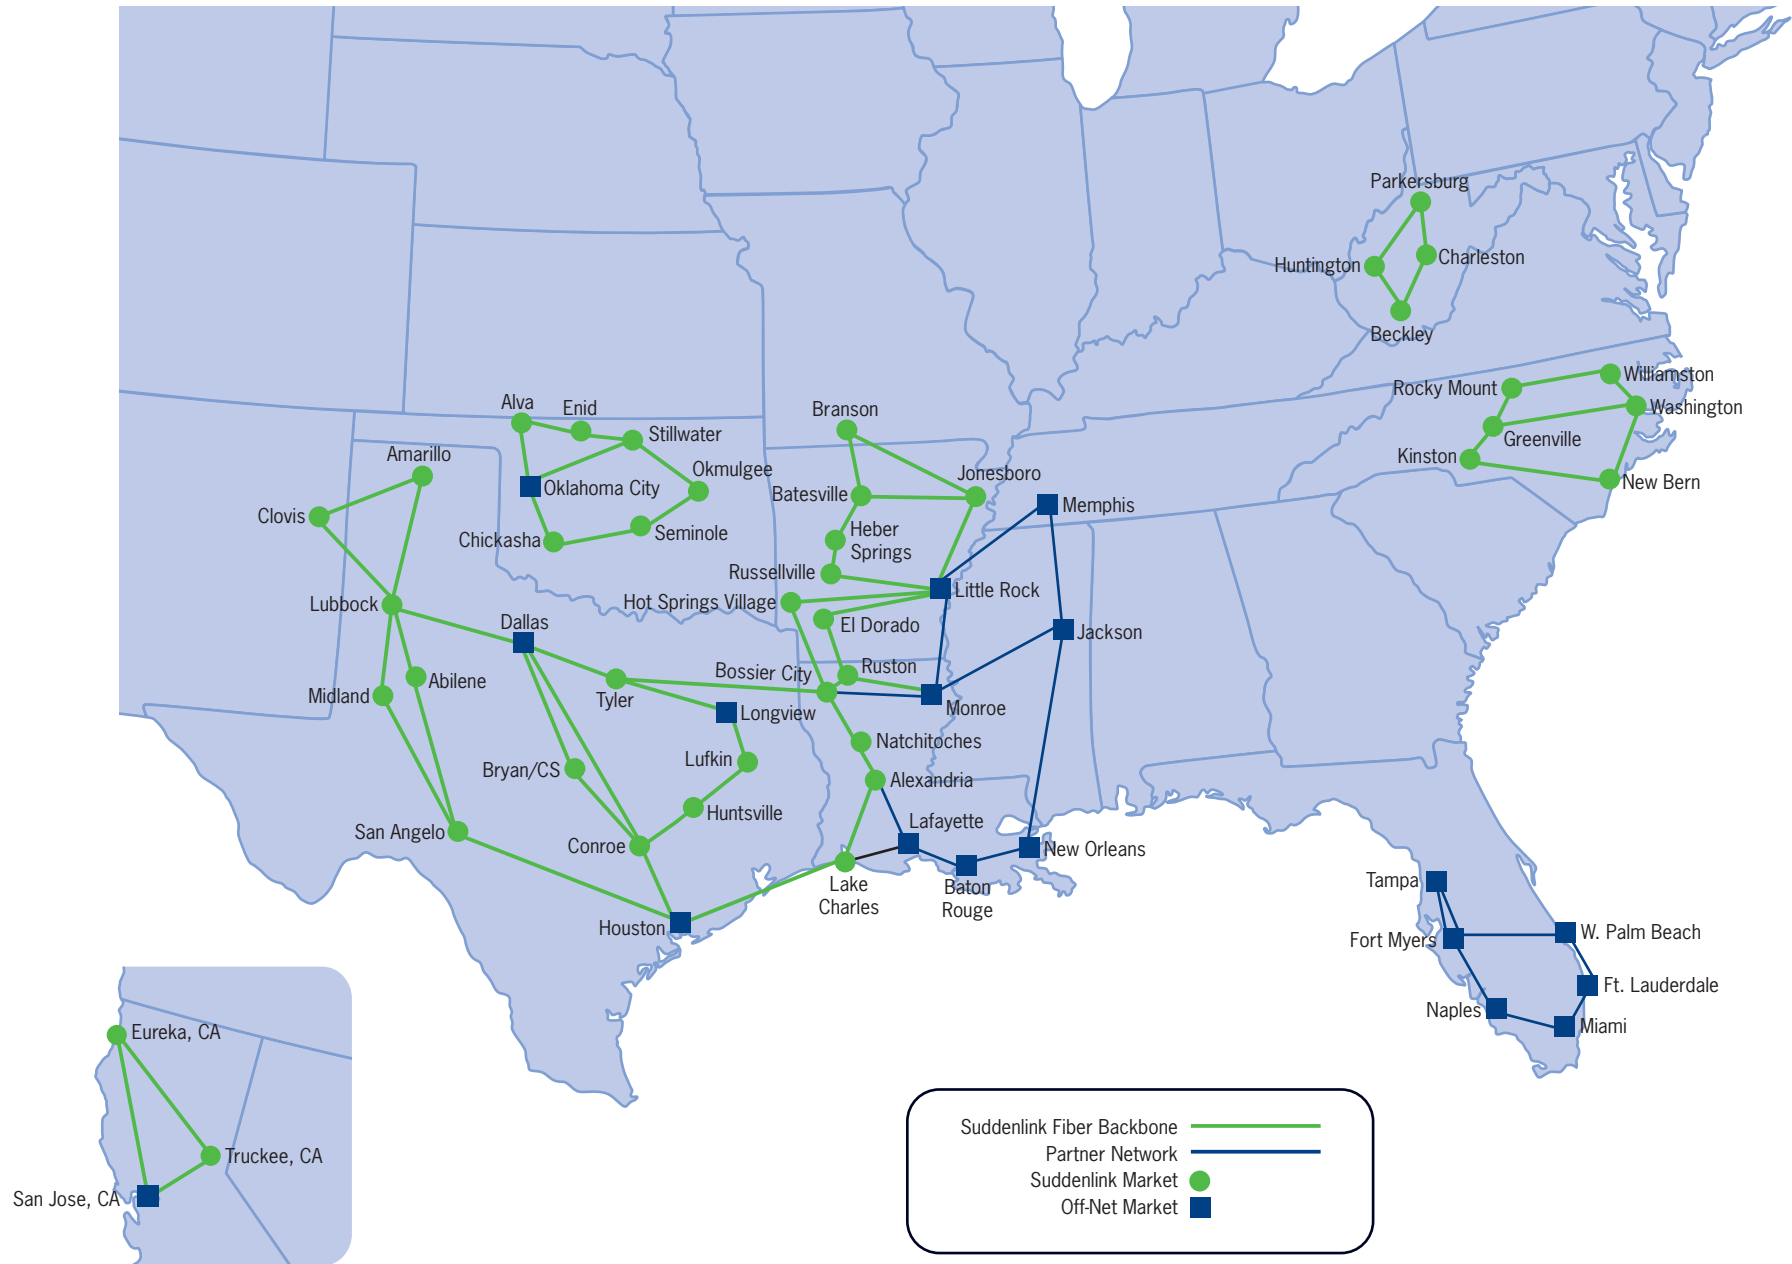 Parkersburg
Huntington
Charleston
Beckley
Rocky Mount
Williamston
Washington
Greenville
Kinston
New Bern
Alva
Enid
Stillwater
Okmulgee
Oklahoma City
Chickasha
Seminole
Amarillo
Clovis
Lubbock
Dallas
Midland
Abilene
Tyler
Longview
Bryan/CS
Lufkin
Huntsville
San Angelo
Conroe
Houston
Branson
Jonesboro
Batesville
Memphis
Heber
Springs
Russellville
Little Rock
Hot Springs Village
El Dorado
Jackson
Bossier City
Ruston
Monroe
Natchitoches
Alexandria
Lafayette
New Orleans
Lake
Charles
Baton
Rouge
Tampa
Fort Myers
W. Palm Beach
Ft. Lauderdale
Naples
Miami
Eureka, CA
Truckee, CA
San Jose, CA
Suddenlink Fiber Backbone
Partner Network
Suddenlink Market
Off-Net Market